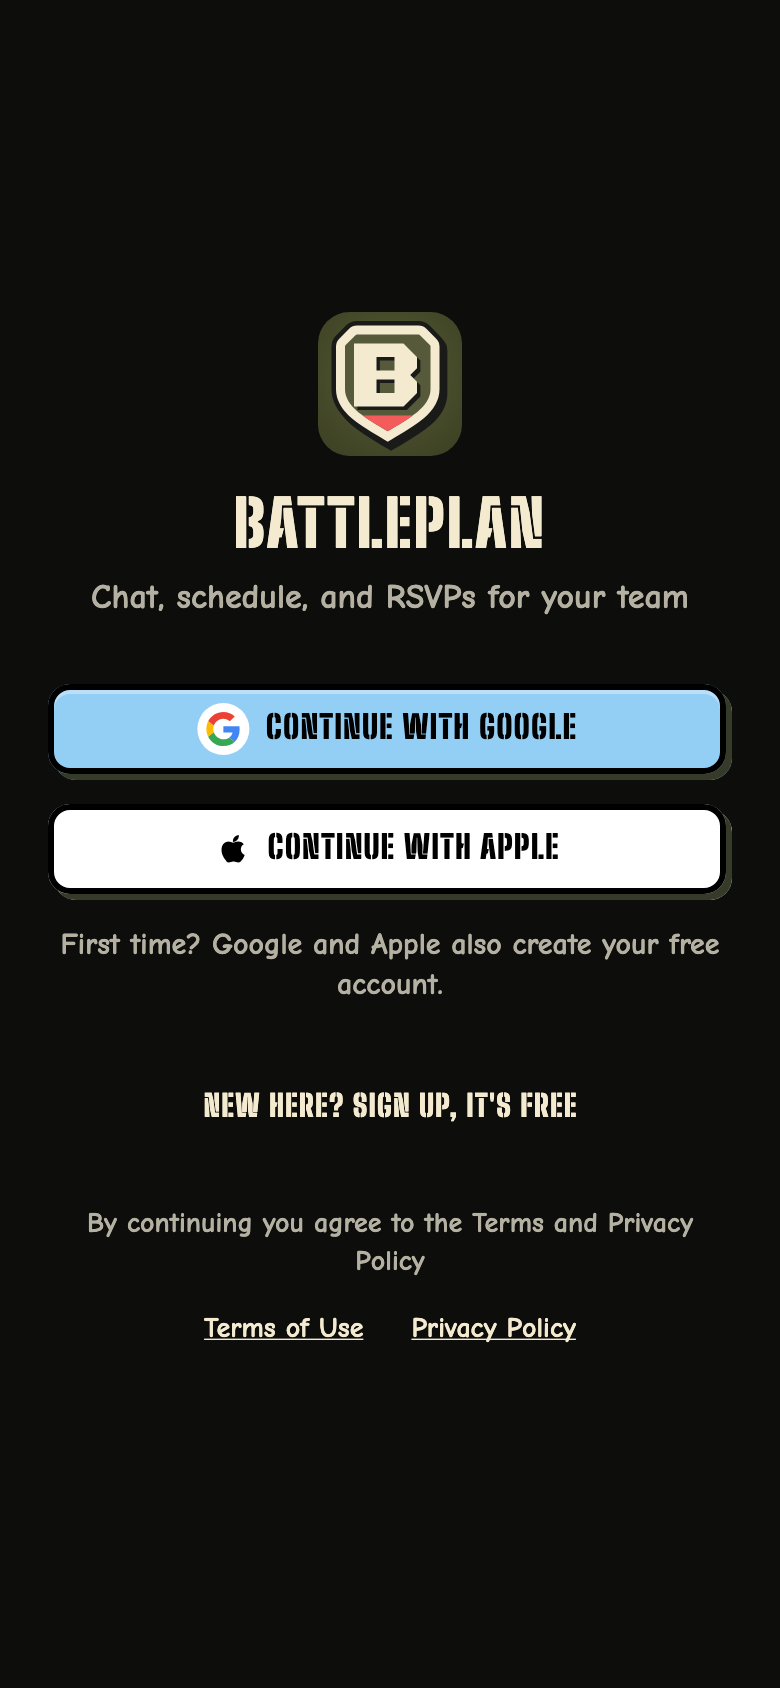 B
BATTLEPLAN
Chat, schedule, and RSVPs for your team
CONTINUE WITH GOOGLE
CONTINUE WITH APPLE
First time? Google and Apple also create your free
account.
NEW HERE? SIGN UP, IT'S FREE
By continuing you agree to the Terms and Privacy
Policy
Terms of Use Privacy Policy